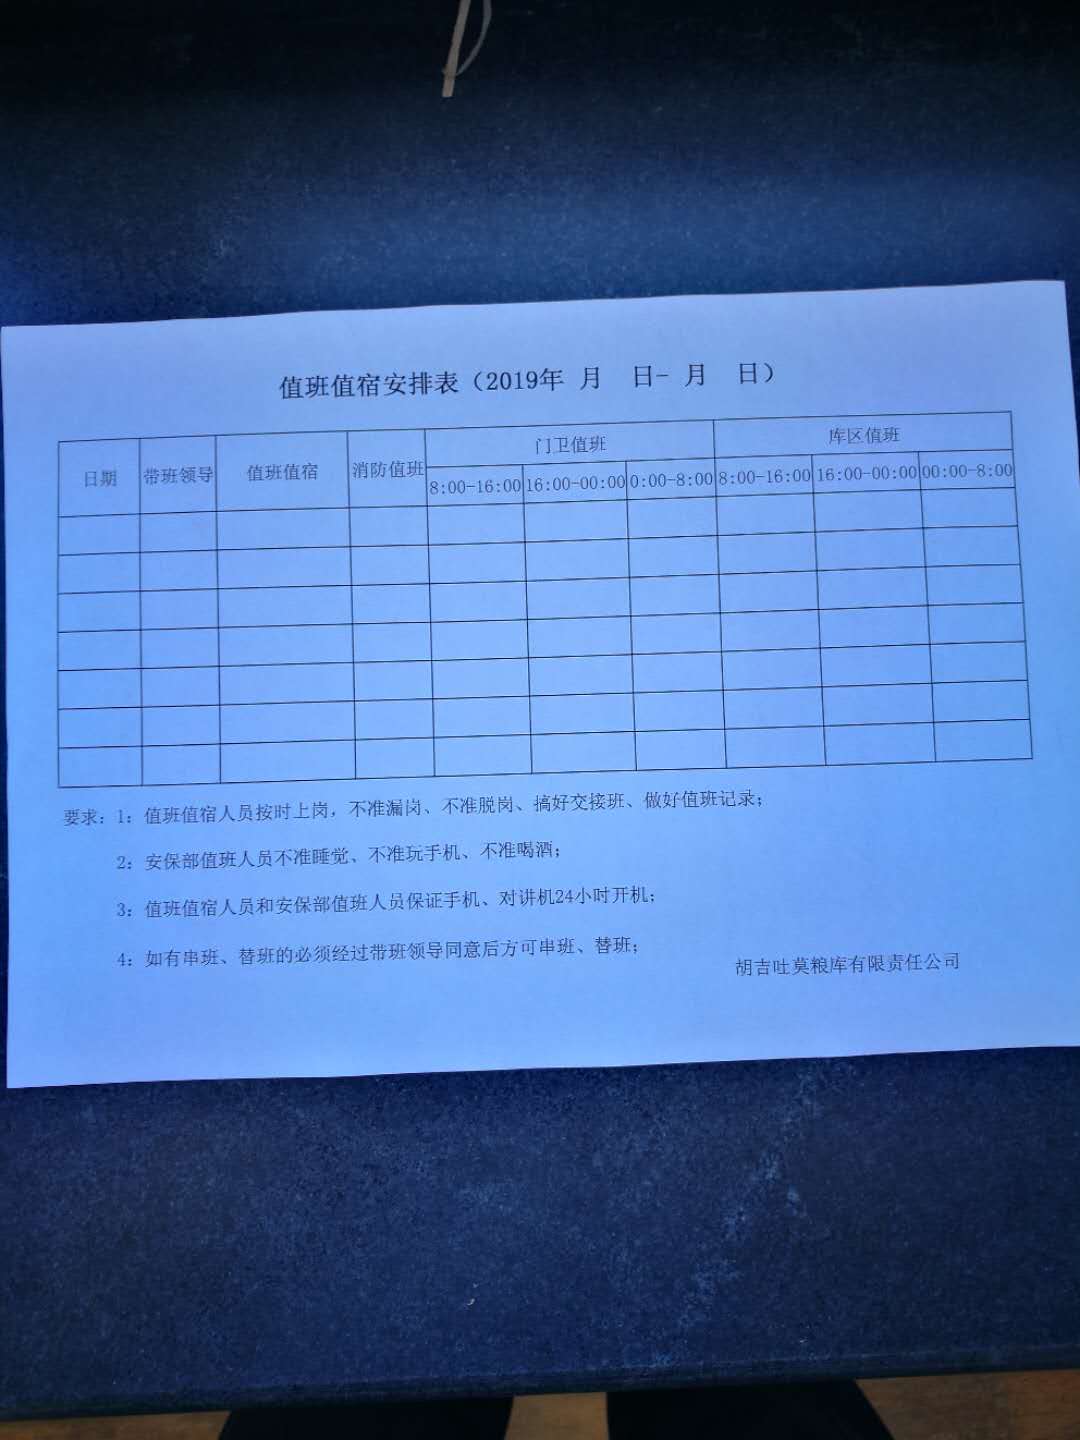 值班值宿安排表（2019年 月 日- 月 日）
日期 带班领导 值班值宿 消防值班 门卫值班 库区值班
8:00-16:00 16:00-00:00 0:00-8:00 8:00-16:00 16:00-00:00 00:00-8:00
要求：1：值班值宿人员按时上岗，不准漏岗、不准脱岗、搞好交接班、做好值班记录；
2：安保部值班人员不准睡觉、不准玩手机、不准喝酒；
3：值班值宿人员和安保部值班人员保证手机、对讲机24小吋开机；
4：如有串班、替班的必须经过带班领导同意后方可串班、替班；
胡吉吐莫粮库有限责任公司